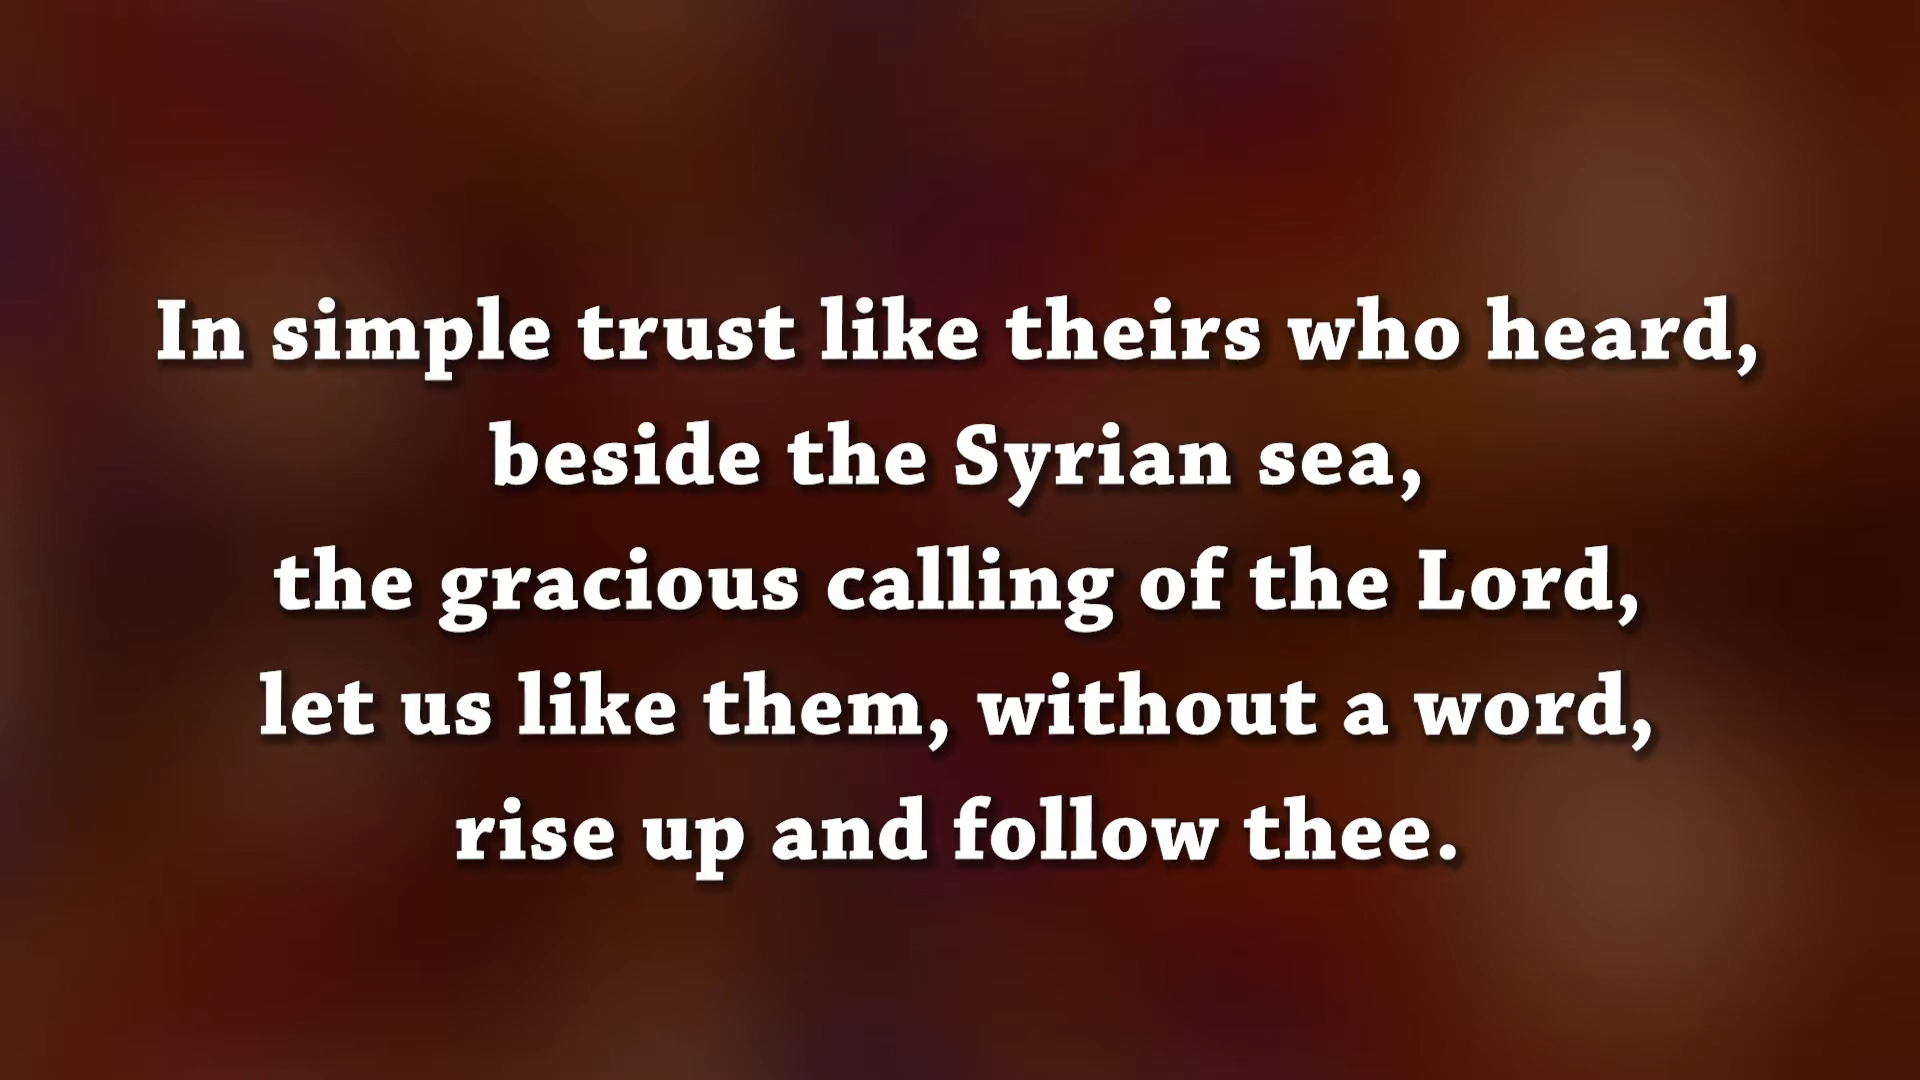 In simple trust like theirs who heard,
beside the Syrian sea,
the gracious calling of the Lord,
let us like them, without a word,
rise up and follow thee.